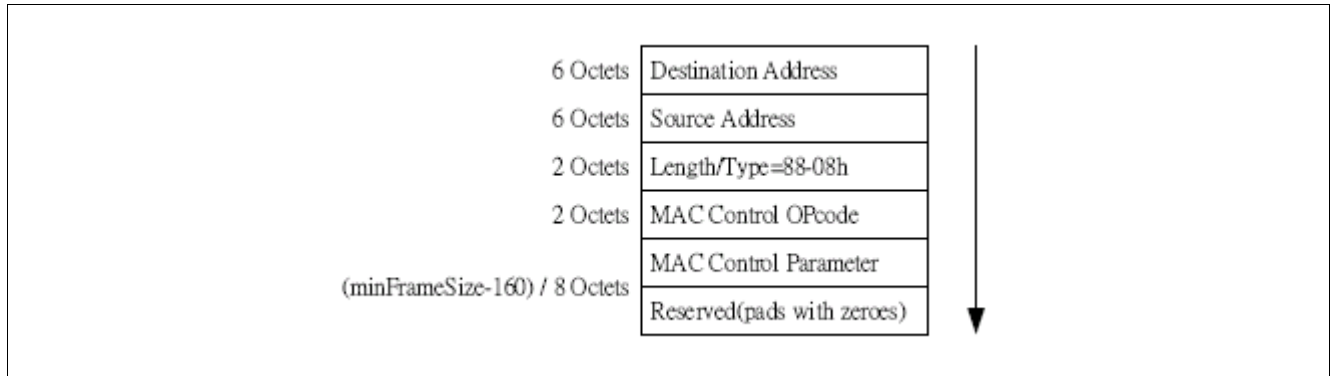 6 Octets Destination Address
6 Octets Source Address
2 Octets Length/Type=88-08h
2 Octets MAC Control OPcode
MAC Control Parameter
(minFrameSize-160) / 8 Octets
Reserved(pads with zeroes)